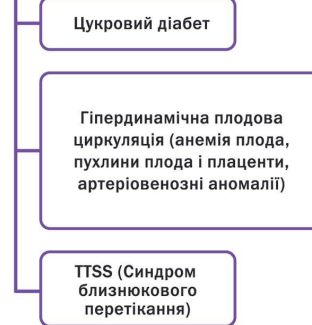 Цукровий діабет
Гіпердинамічна плодова
циркуляція (анемія плода,
пухлини плода і плаценти,
артеріовенозні аномалії)
TTSS (Синдром
близнюкового
перетікання)